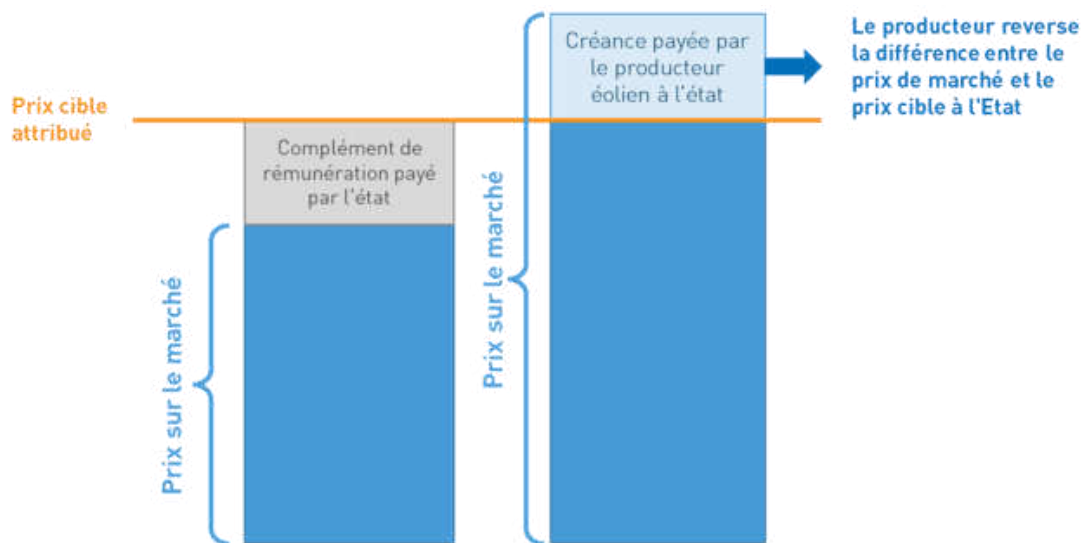 Prix cible
attribué
Complément de
rémunération payé
par l'état
Prix sur le marché
Créance payée par
le producteur
éolien à l'état
Prix sur le marché
Le producteur reverse
la différence entre le
prix de marché et le
prix cible à l'Etat